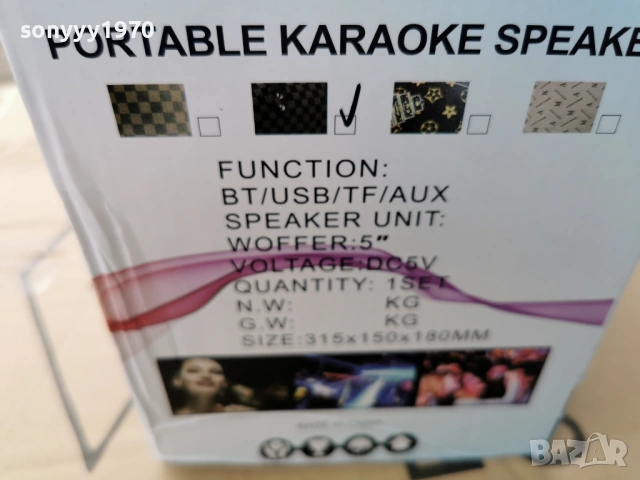 sonyyy1970
PORTABLE KARAOKE SPEAKE
FUNCTION:
BT/USB/TF/AUX
SPEAKER UNIT:
WOFFER:5"
VOLTAGE:DC5V
QUANTITY: 1SET
N.W: KG
G.W: KG
SIZE:315x150x180MM
BAZAR